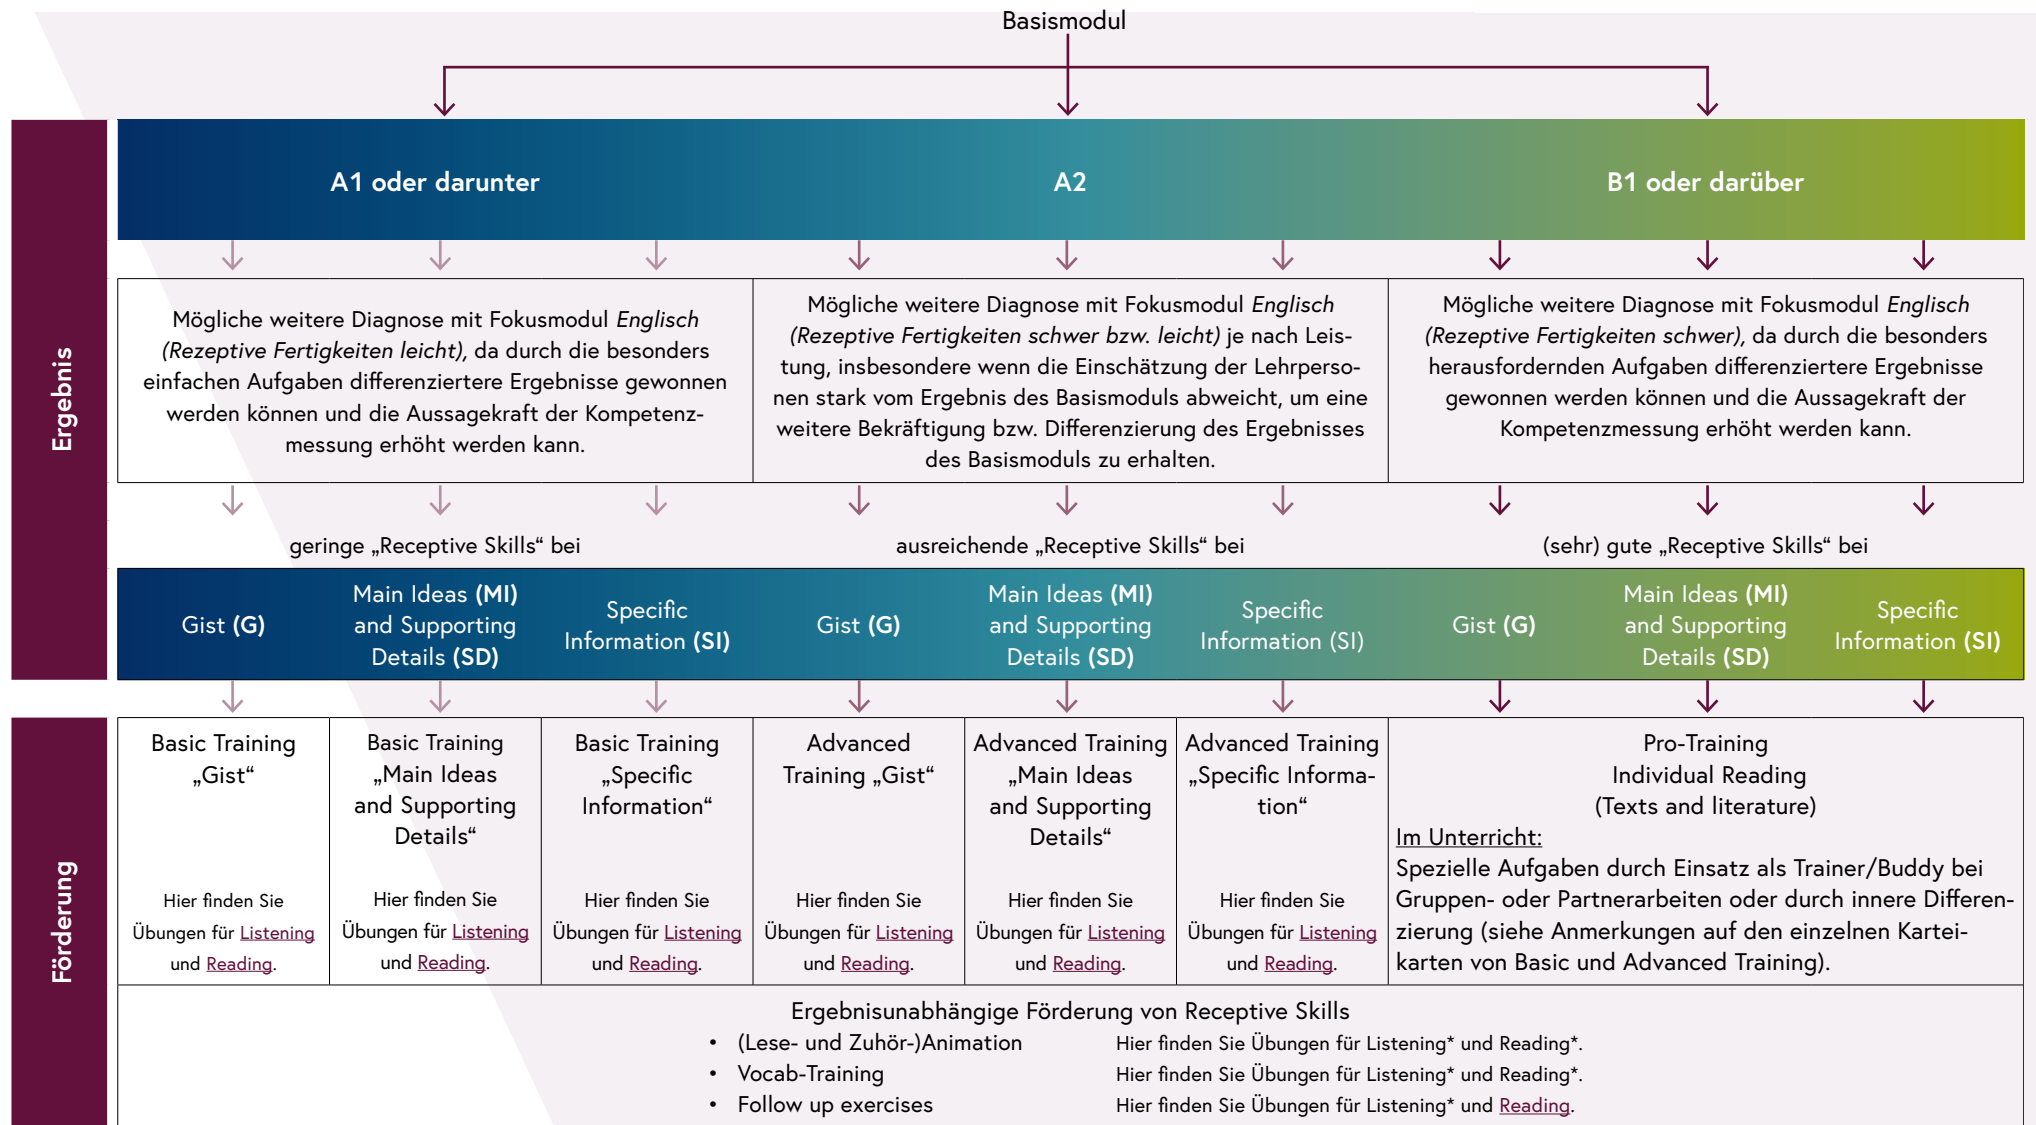 Basismodul
Ergebnis
A1 oder darunter
A2
B1 oder darüber
Mögliche weitere Diagnose mit Fokusmodul Englisch
(Rezeptive Fertigkeiten leicht), da durch die besonders
einfachen Aufgaben differenziertere Ergebnisse gewonnen
werden können und die Aussagekraft der Kompetenz-
messung erhöht werden kann.
Mögliche weitere Diagnose mit Fokusmodul Englisch
(Rezeptive Fertigkeiten schwer bzw. leicht) je nach Leis-
tung, insbesondere wenn die Einschätzung der Lehrperso-
nen stark vom Ergebnis des Basismoduls abweicht, um eine
weitere Bekräftigung bzw. Differenzierung des Ergebnisses
des Basismoduls zu erhalten.
Mögliche weitere Diagnose mit Fokusmodul Englisch
(Rezeptive Fertigkeiten schwer), da durch die besonders
herausfordernden Aufgaben differenziertere Ergebnisse
gewonnen werden können und die Aussagekraft der
Kompetenzmessung erhöht werden kann.
geringe „Receptive Skills“ bei
ausreichende „Receptive Skills“ bei
(sehr) gute „Receptive Skills“ bei
Gist (G)
Main Ideas (MI)
and Supporting
Details (SD)
Specific
Information (SI)
Gist (G)
Main Ideas (MI)
and Supporting
Details (SD)
Specific
Information (SI)
Gist (G)
Main Ideas (MI)
and Supporting
Details (SD)
Specific
Information (SI)
Förderung
Basic Training
„Gist“
Hier finden Sie
Übungen für Listening
und Reading.
Basic Training
„Main Ideas
and Supporting
Details“
Hier finden Sie
Übungen für Listening
und Reading.
Basic Training
„Specific
Information“
Hier finden Sie
Übungen für Listening
und Reading.
Advanced
Training „Gist“
Hier finden Sie
Übungen für Listening
und Reading.
Advanced Training
„Main Ideas
and Supporting
Details“
Hier finden Sie
Übungen für Listening
und Reading.
Advanced Training
„Specific Informa-
tion“
Hier finden Sie
Übungen für Listening
und Reading.
Pro-Training
Individual Reading
(Texts and literature)
Im Unterricht:
Spezielle Aufgaben durch Einsatz als Trainer/Buddy bei
Gruppen- oder Partnerarbeiten oder durch innere Differen-
zierung (siehe Anmerkungen auf den einzelnen Kartei-
karten von Basic und Advanced Training).
Ergebnisunabhängige Förderung von Receptive Skills
• (Lese- und Zuhör-)Animation Hier finden Sie Übungen für Listening* und Reading*.
• Vocab-Training Hier finden Sie Übungen für Listening* und Reading*.
• Follow up exercises Hier finden Sie Übungen für Listening* und Reading.